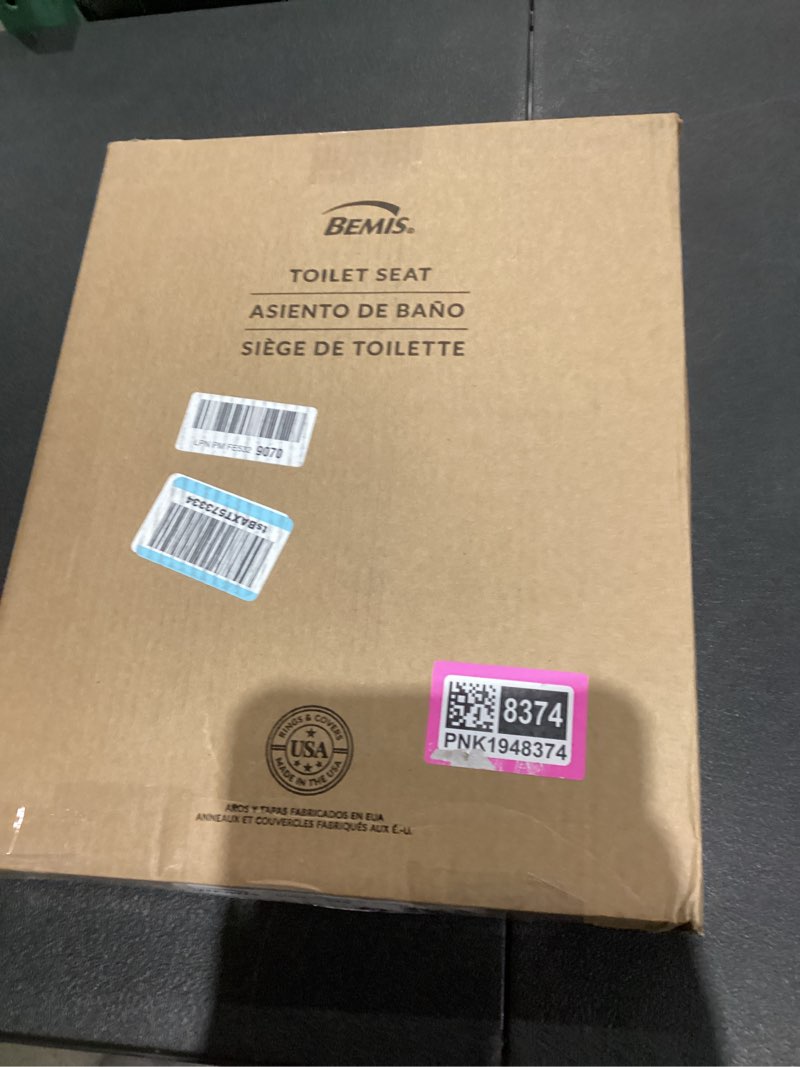 BEMIS®
TOILET SEAT
ASIENTO DE BAÑO
SIÈGE DE TOILETTE
9070
tsBAXT573334
8374
PNK1948374
RINGS & COVERS
USA
MADE IN THE USA
AROS Y TAPAS FABRICADOS EN EUA
ANNEAUX ET COUVERCLES FABRIQUÉS AUX É.-U.